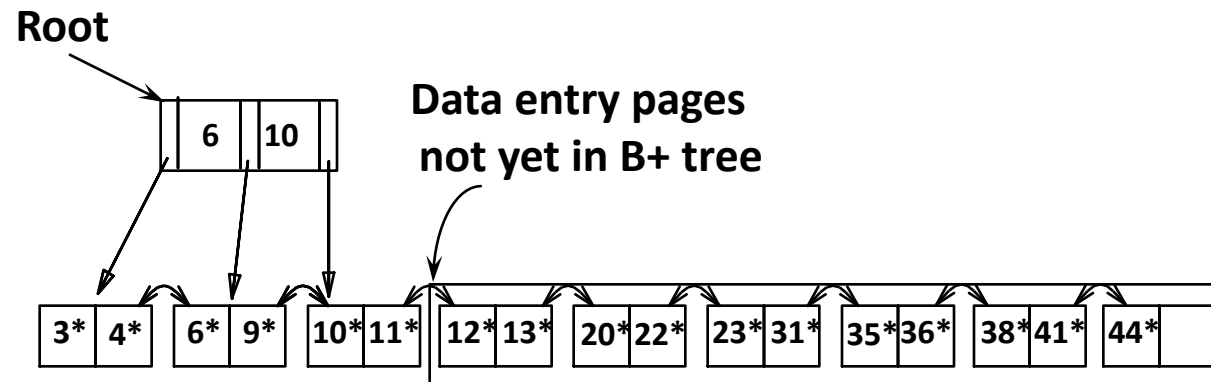 Root
Data entry pages
not yet in B+ tree
6 10
3* 4* 6* 9* 10* 11* 12* 13* 20* 22* 23* 31* 35* 36* 38* 41* 44*